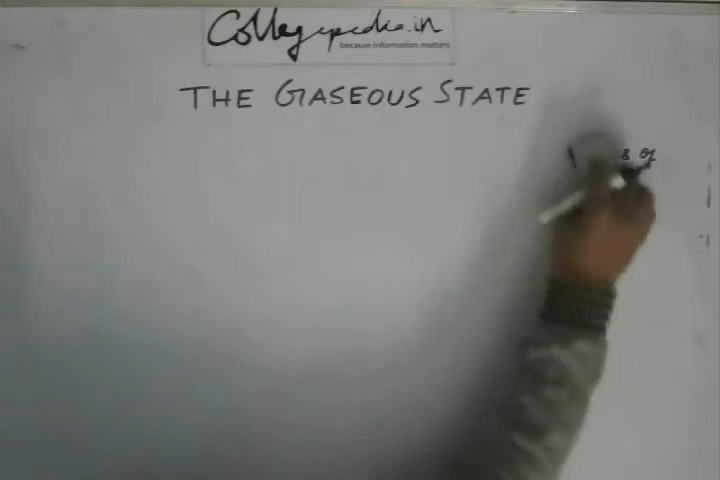 Collegepedia.in
because information matters
THE GASEOUS STATE